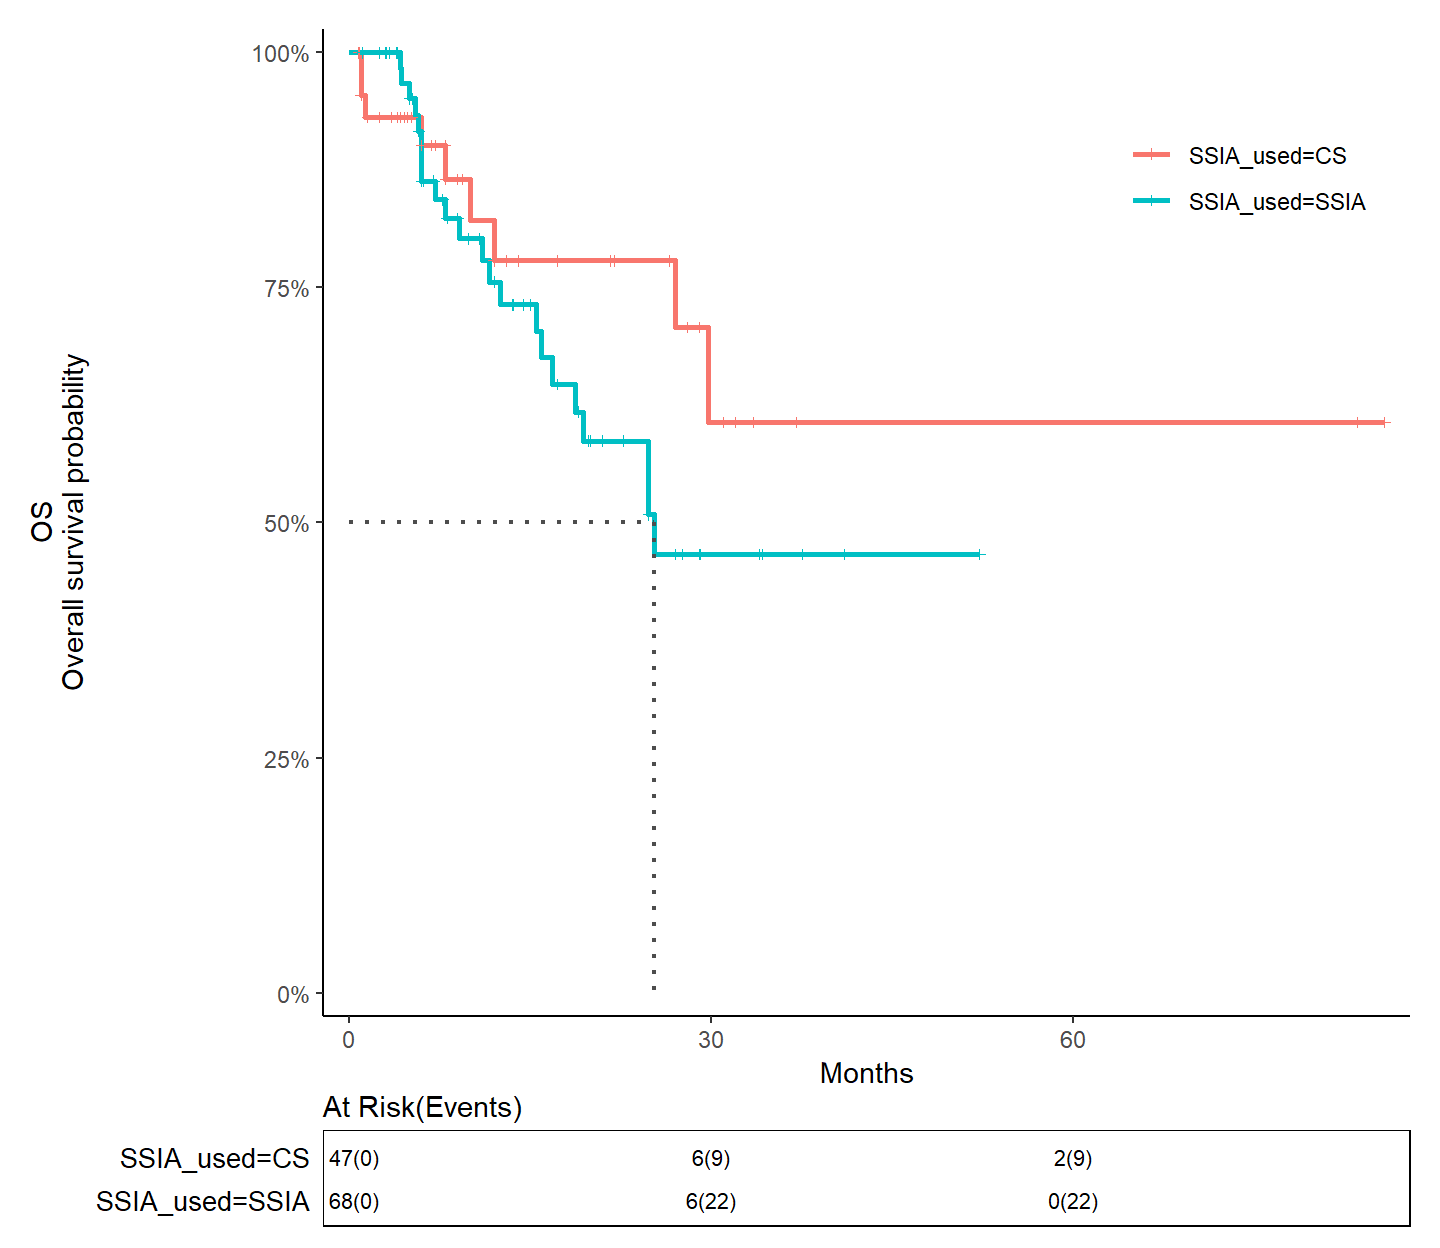 100%
75%
50%
25%
0%
OS
Overall survival probability
SSIA_used=CS
SSIA_used=SSIA
0 30 60
Months
At Risk(Events)
SSIA_used=CS 47(0) 6(9) 2(9)
SSIA_used=SSIA 68(0) 6(22) 0(22)